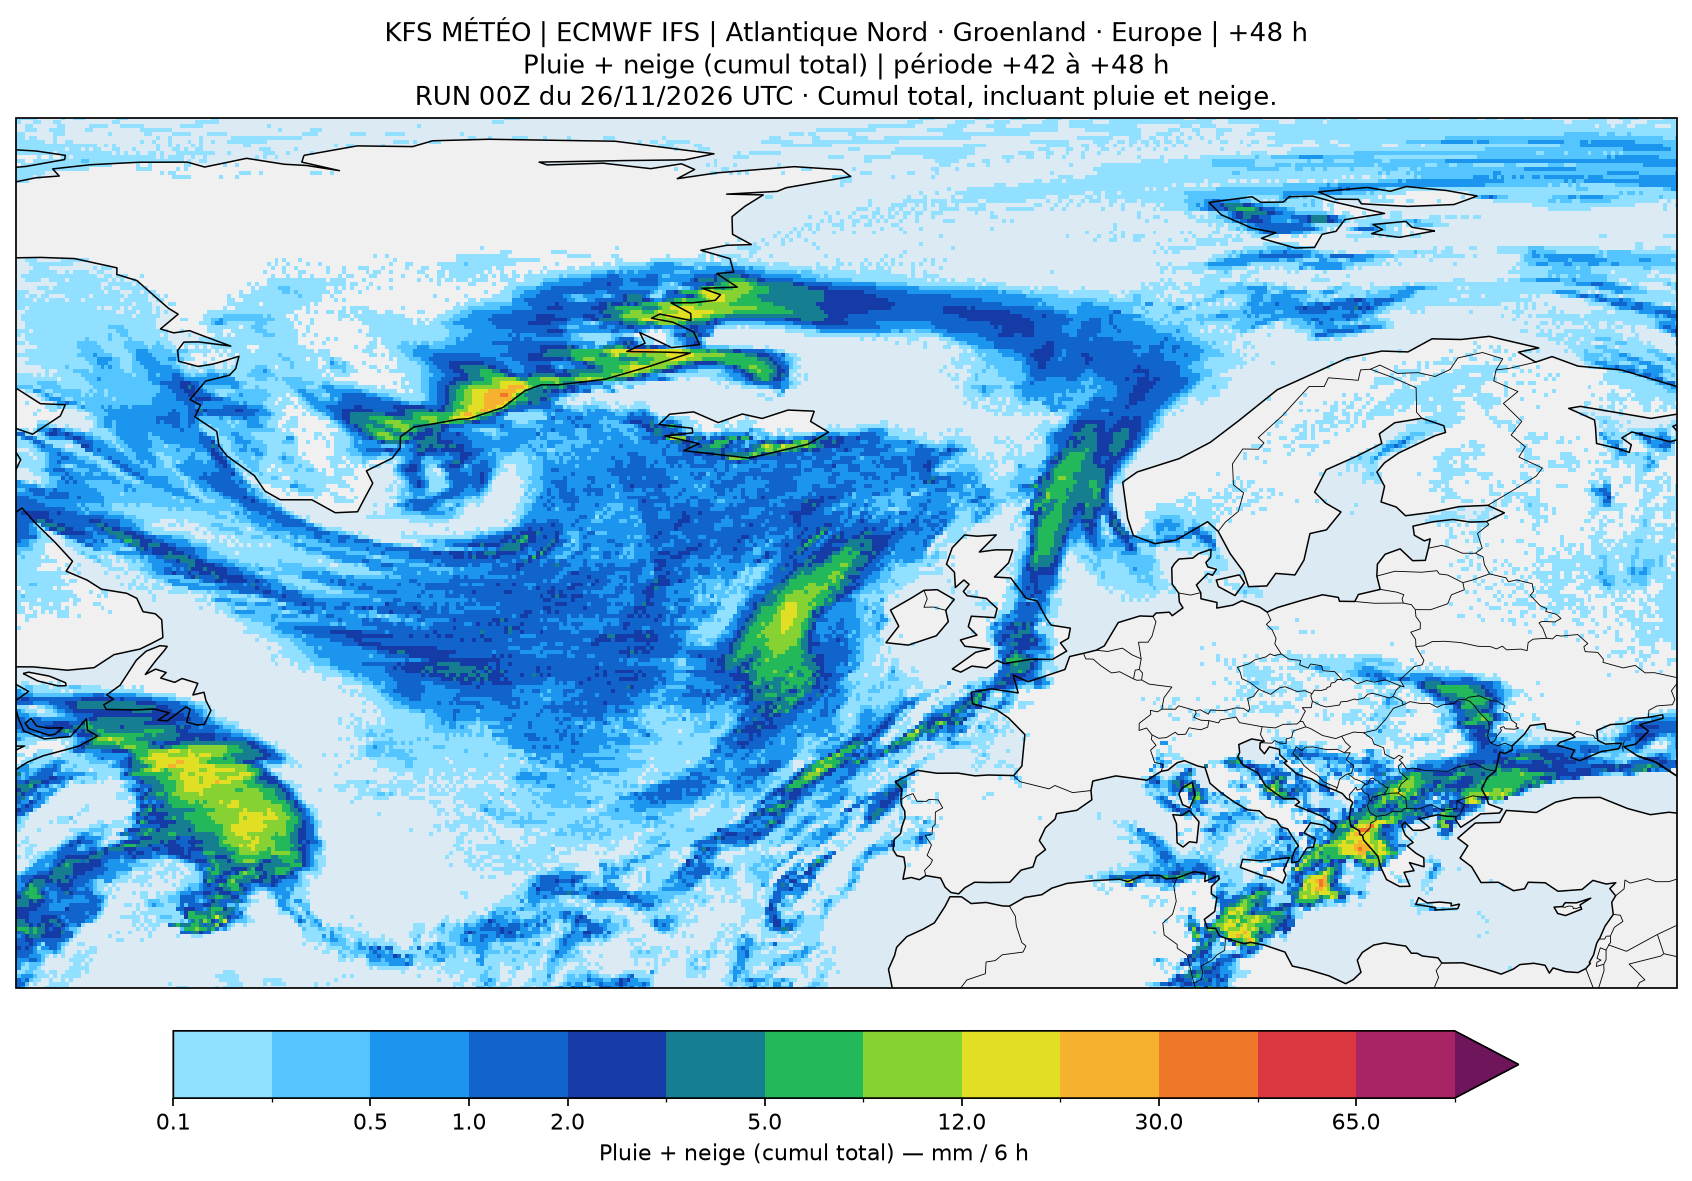 KFS MÉTÉO | ECMWF IFS | Atlantique Nord · Groenland · Europe | +48 h
Pluie + neige (cumul total) | période +42 à +48 h
RUN 00Z du 26/11/2026 UTC · Cumul total, incluant pluie et neige.
0.1 0.5 1.0 2.0 5.0 12.0 30.0 65.0
Pluie + neige (cumul total) — mm / 6 h